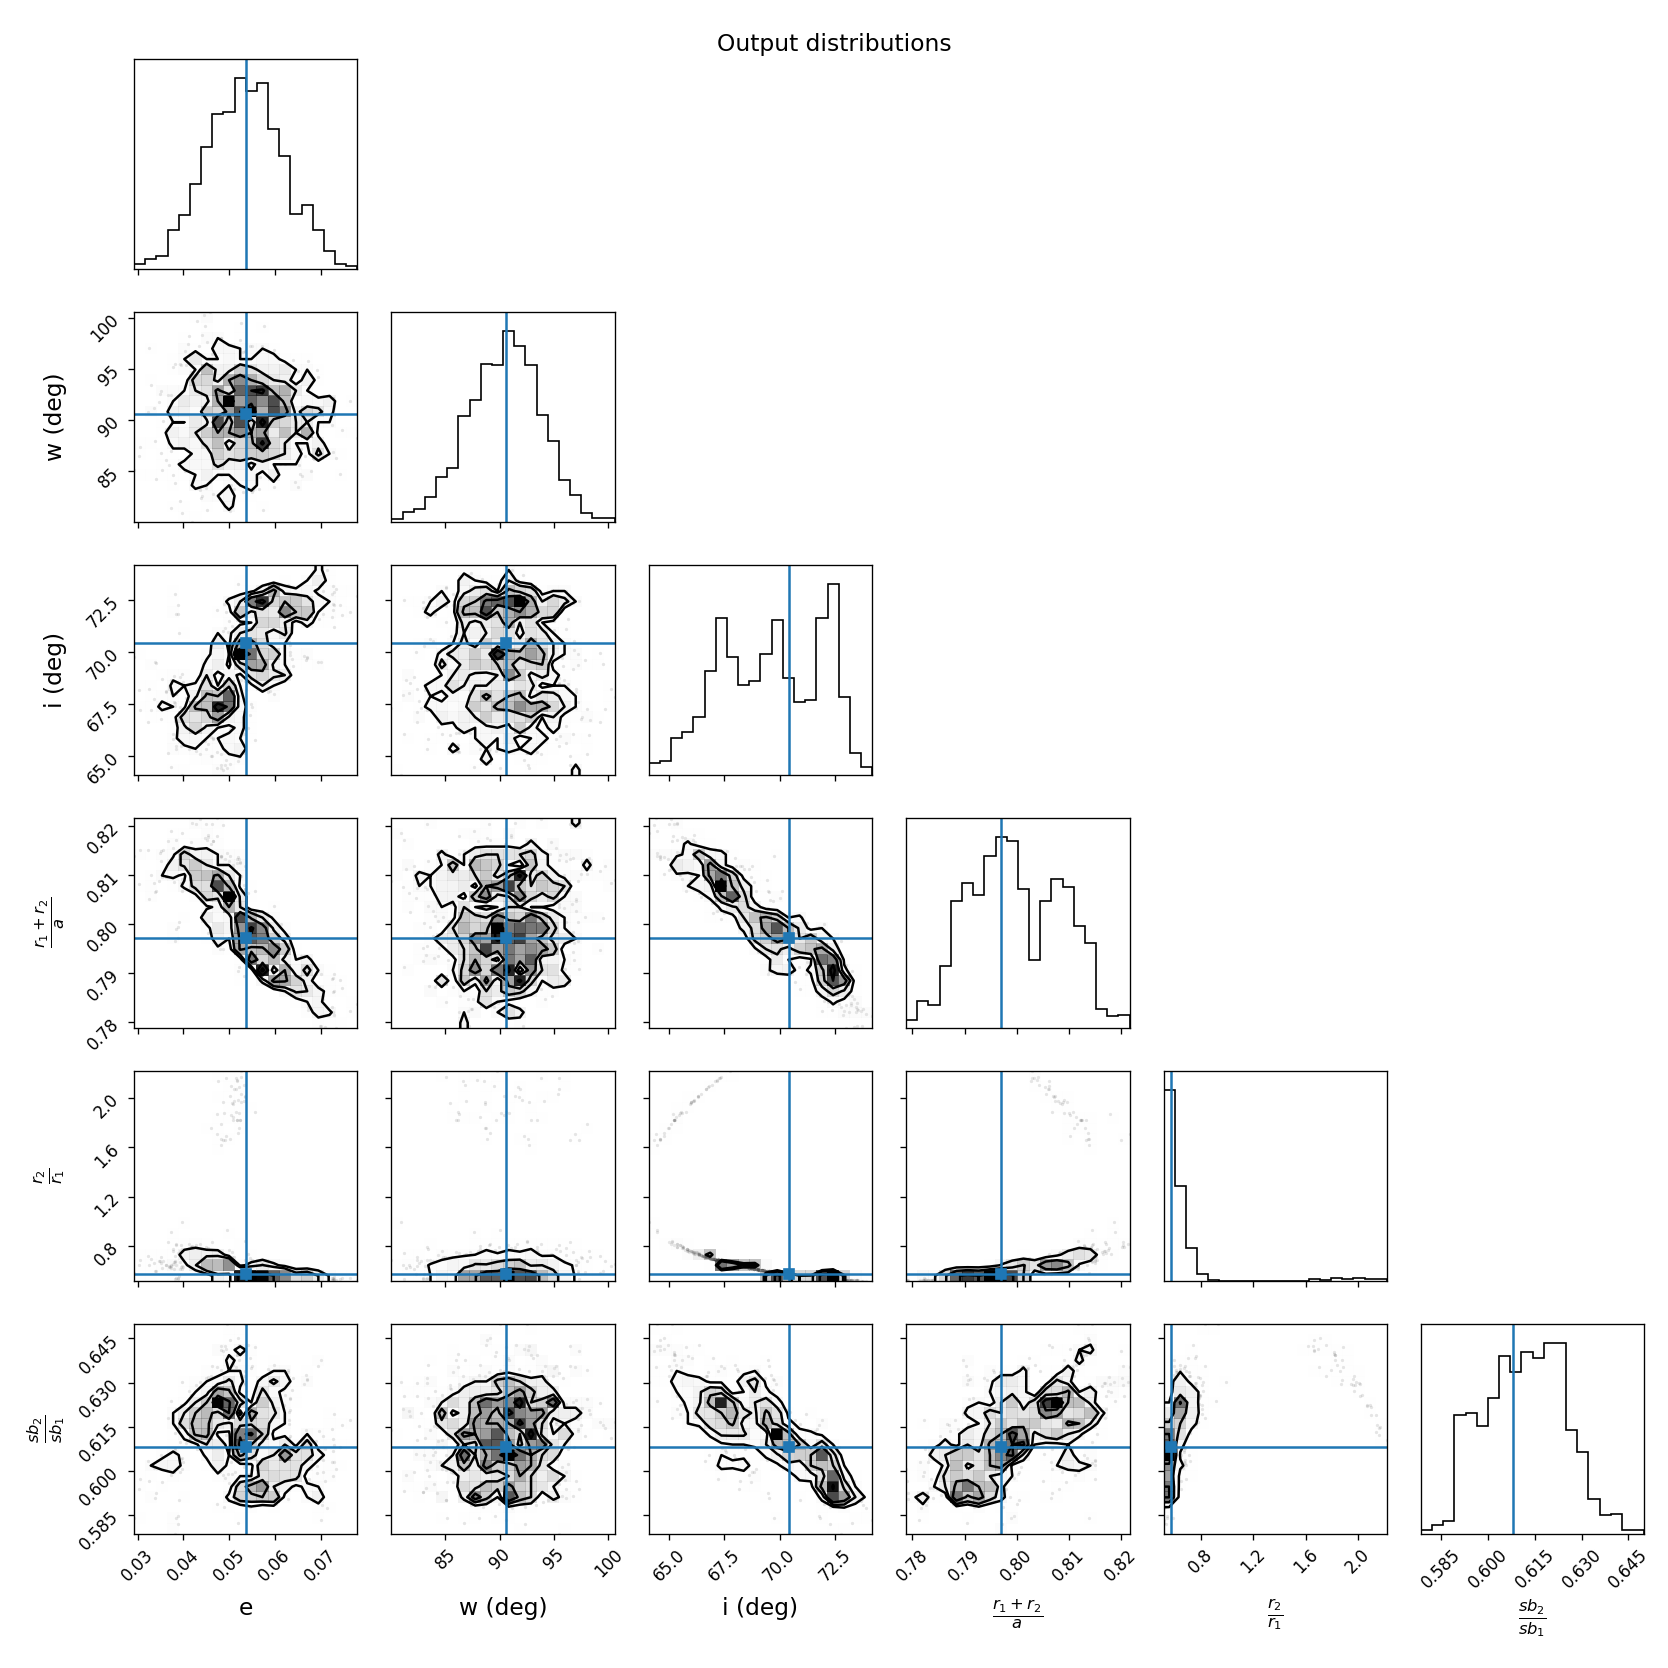 Output distributions
100
95
90
85
w (deg)
72.5
70.0
67.5
65.0
i (deg)
0.82
0.81
0.80
0.79
0.78
r₁ + r₂
a
2.0
1.6
1.2
0.8
r₂
r₁
0.645
0.630
0.615
0.600
0.585
sb₂
sb₁
0.03 0.04 0.05 0.06 0.07 85 90 95 100 65.0 67.5 70.0 72.5 0.78 0.79 0.80 0.81 0.82 0.8 1.2 1.6 2.0 0.585 0.600 0.615 0.630 0.645
e w (deg) i (deg) r₁ + r₂ / a r₂ / r₁ sb₂ / sb₁